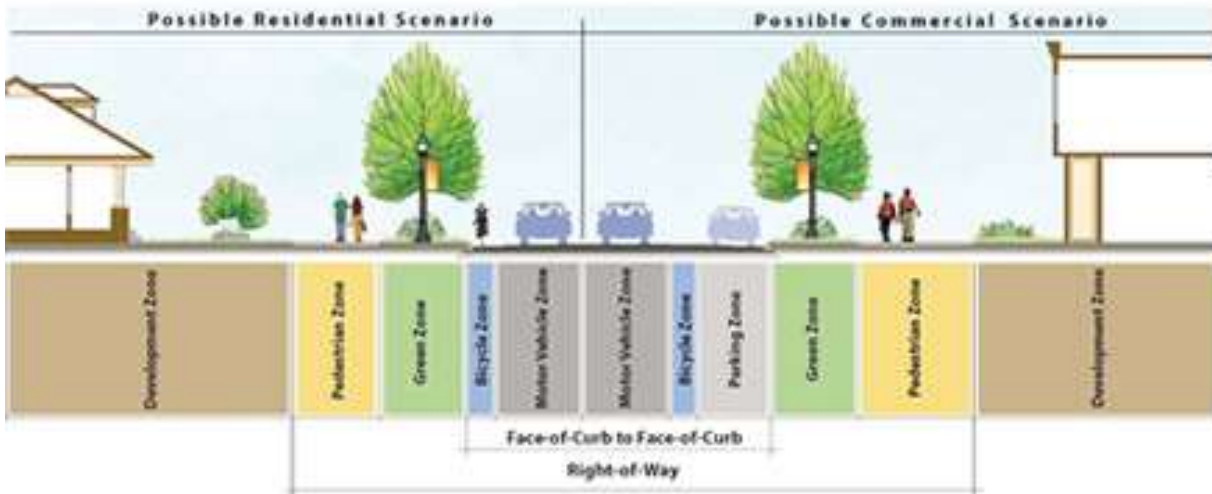 Possible Residential Scenario
Possible Commercial Scenario
Development Zone
Pedestrian Zone
Green Zone
Bicycle Zone
Motor Vehicle Zone
Motor Vehicle Zone
Bicycle Zone
Parking Zone
Green Zone
Pedestrian Zone
Development Zone
Face-of-Curb to Face-of-Curb
Right-of-Way